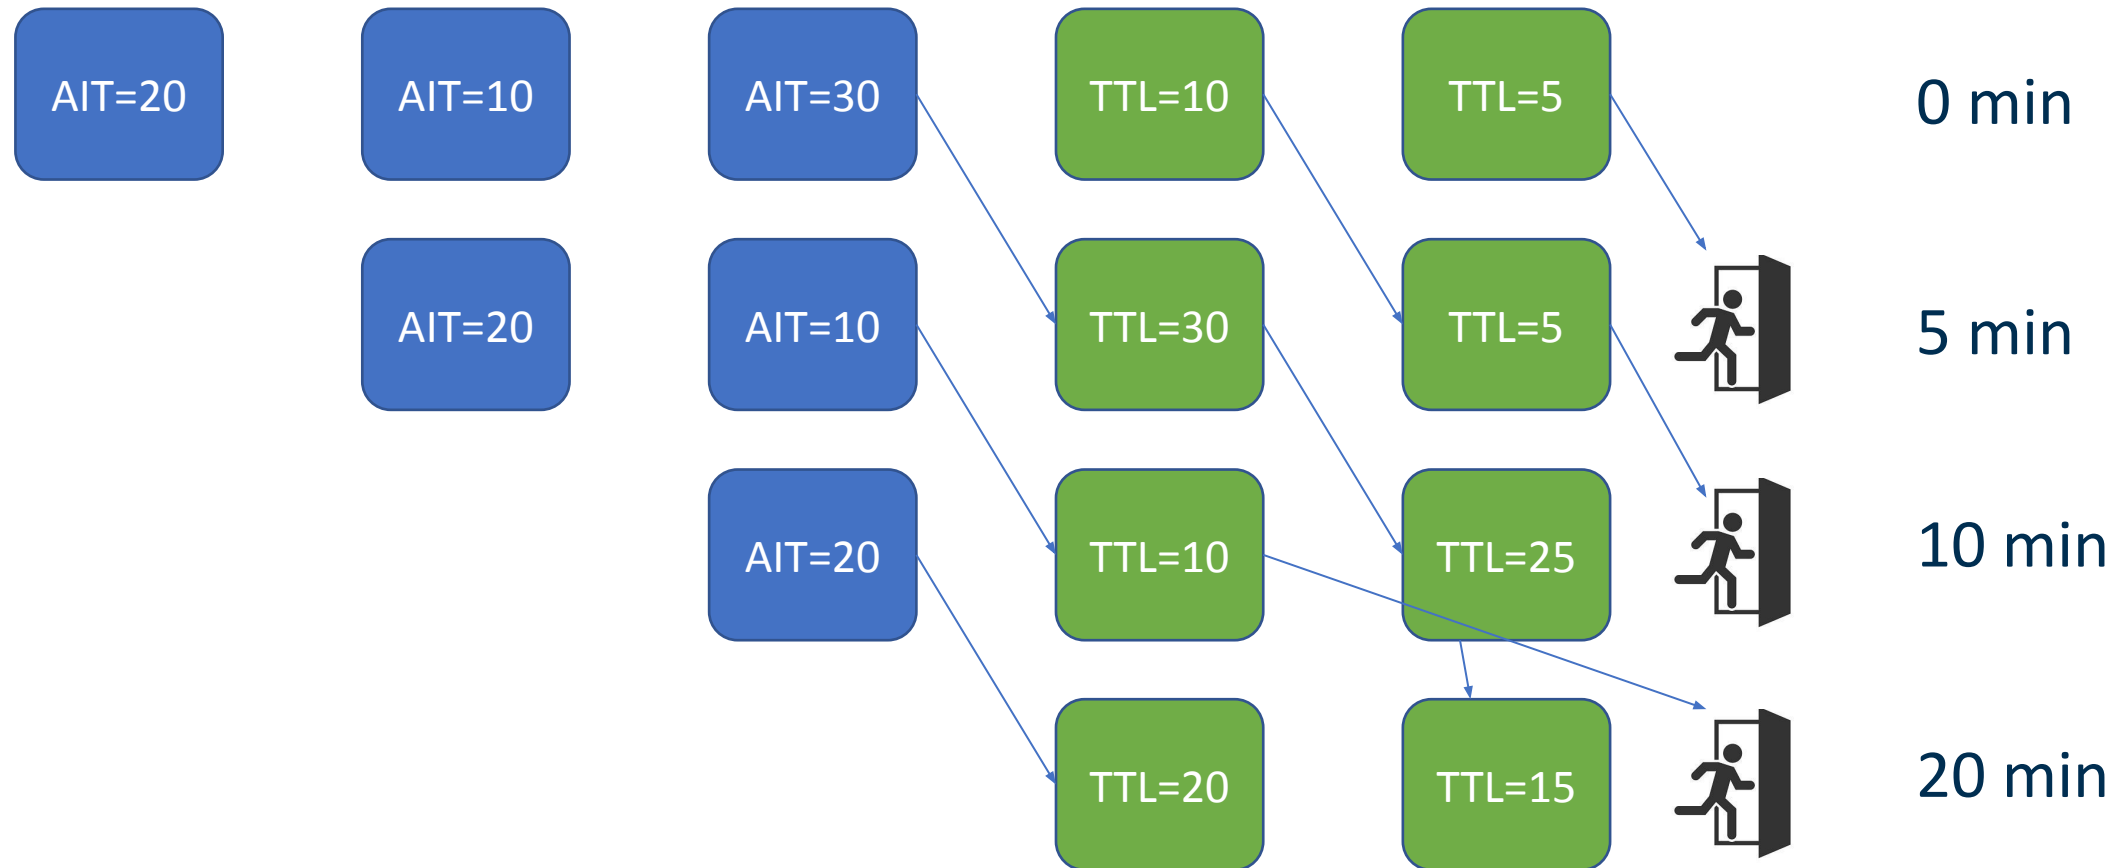 AIT=20 AIT=10 AIT=30 TTL=10 TTL=5 0 min
AIT=20 AIT=10 TTL=30 TTL=5 5 min
AIT=20 TTL=10 TTL=25 10 min
TTL=20 TTL=15 20 min